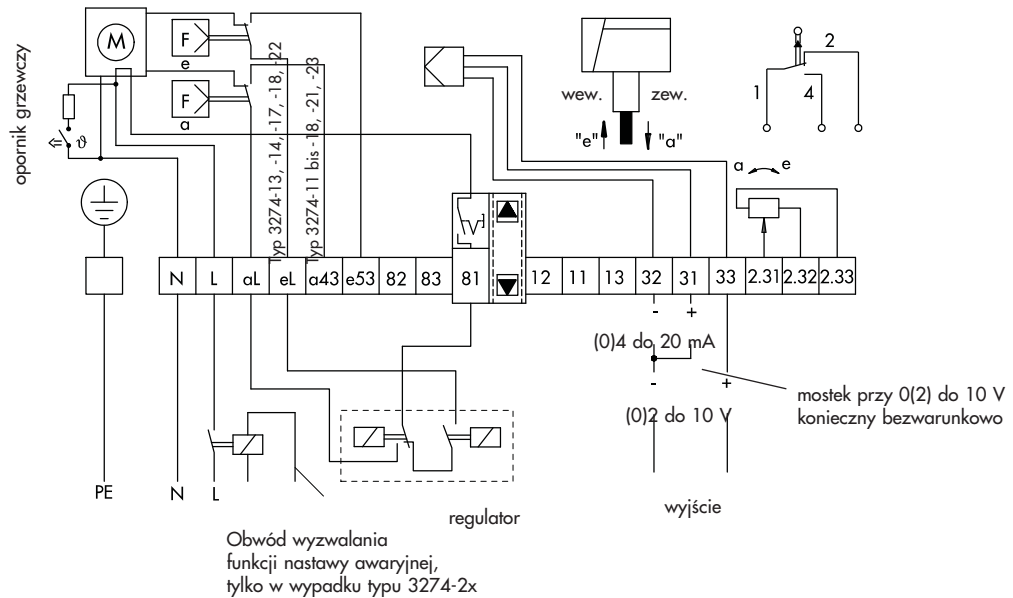 opornik grzewczy
M
F
e
F
a
ϑ
Typ 3274-13, -14, -17, -18, -22
Typ 3274-11 bis -18, -21, -23
wew.
zew.
"e"
"a"
2
1
4
a
e
N
L
aL
eL
a43
e53
82
83
81
12
11
13
32
31
33
2.31
2.32
2.33
-
+
(0)4 do 20 mA
-
+
(0)2 do 10 V
mostek przy 0(2) do 10 V
konieczny bezwarunkowo
PE
N
L
regulator
wyjście
Obwód wyzwalania
funkcji nastawy awaryjnej,
tylko w wypadku typu 3274-2x